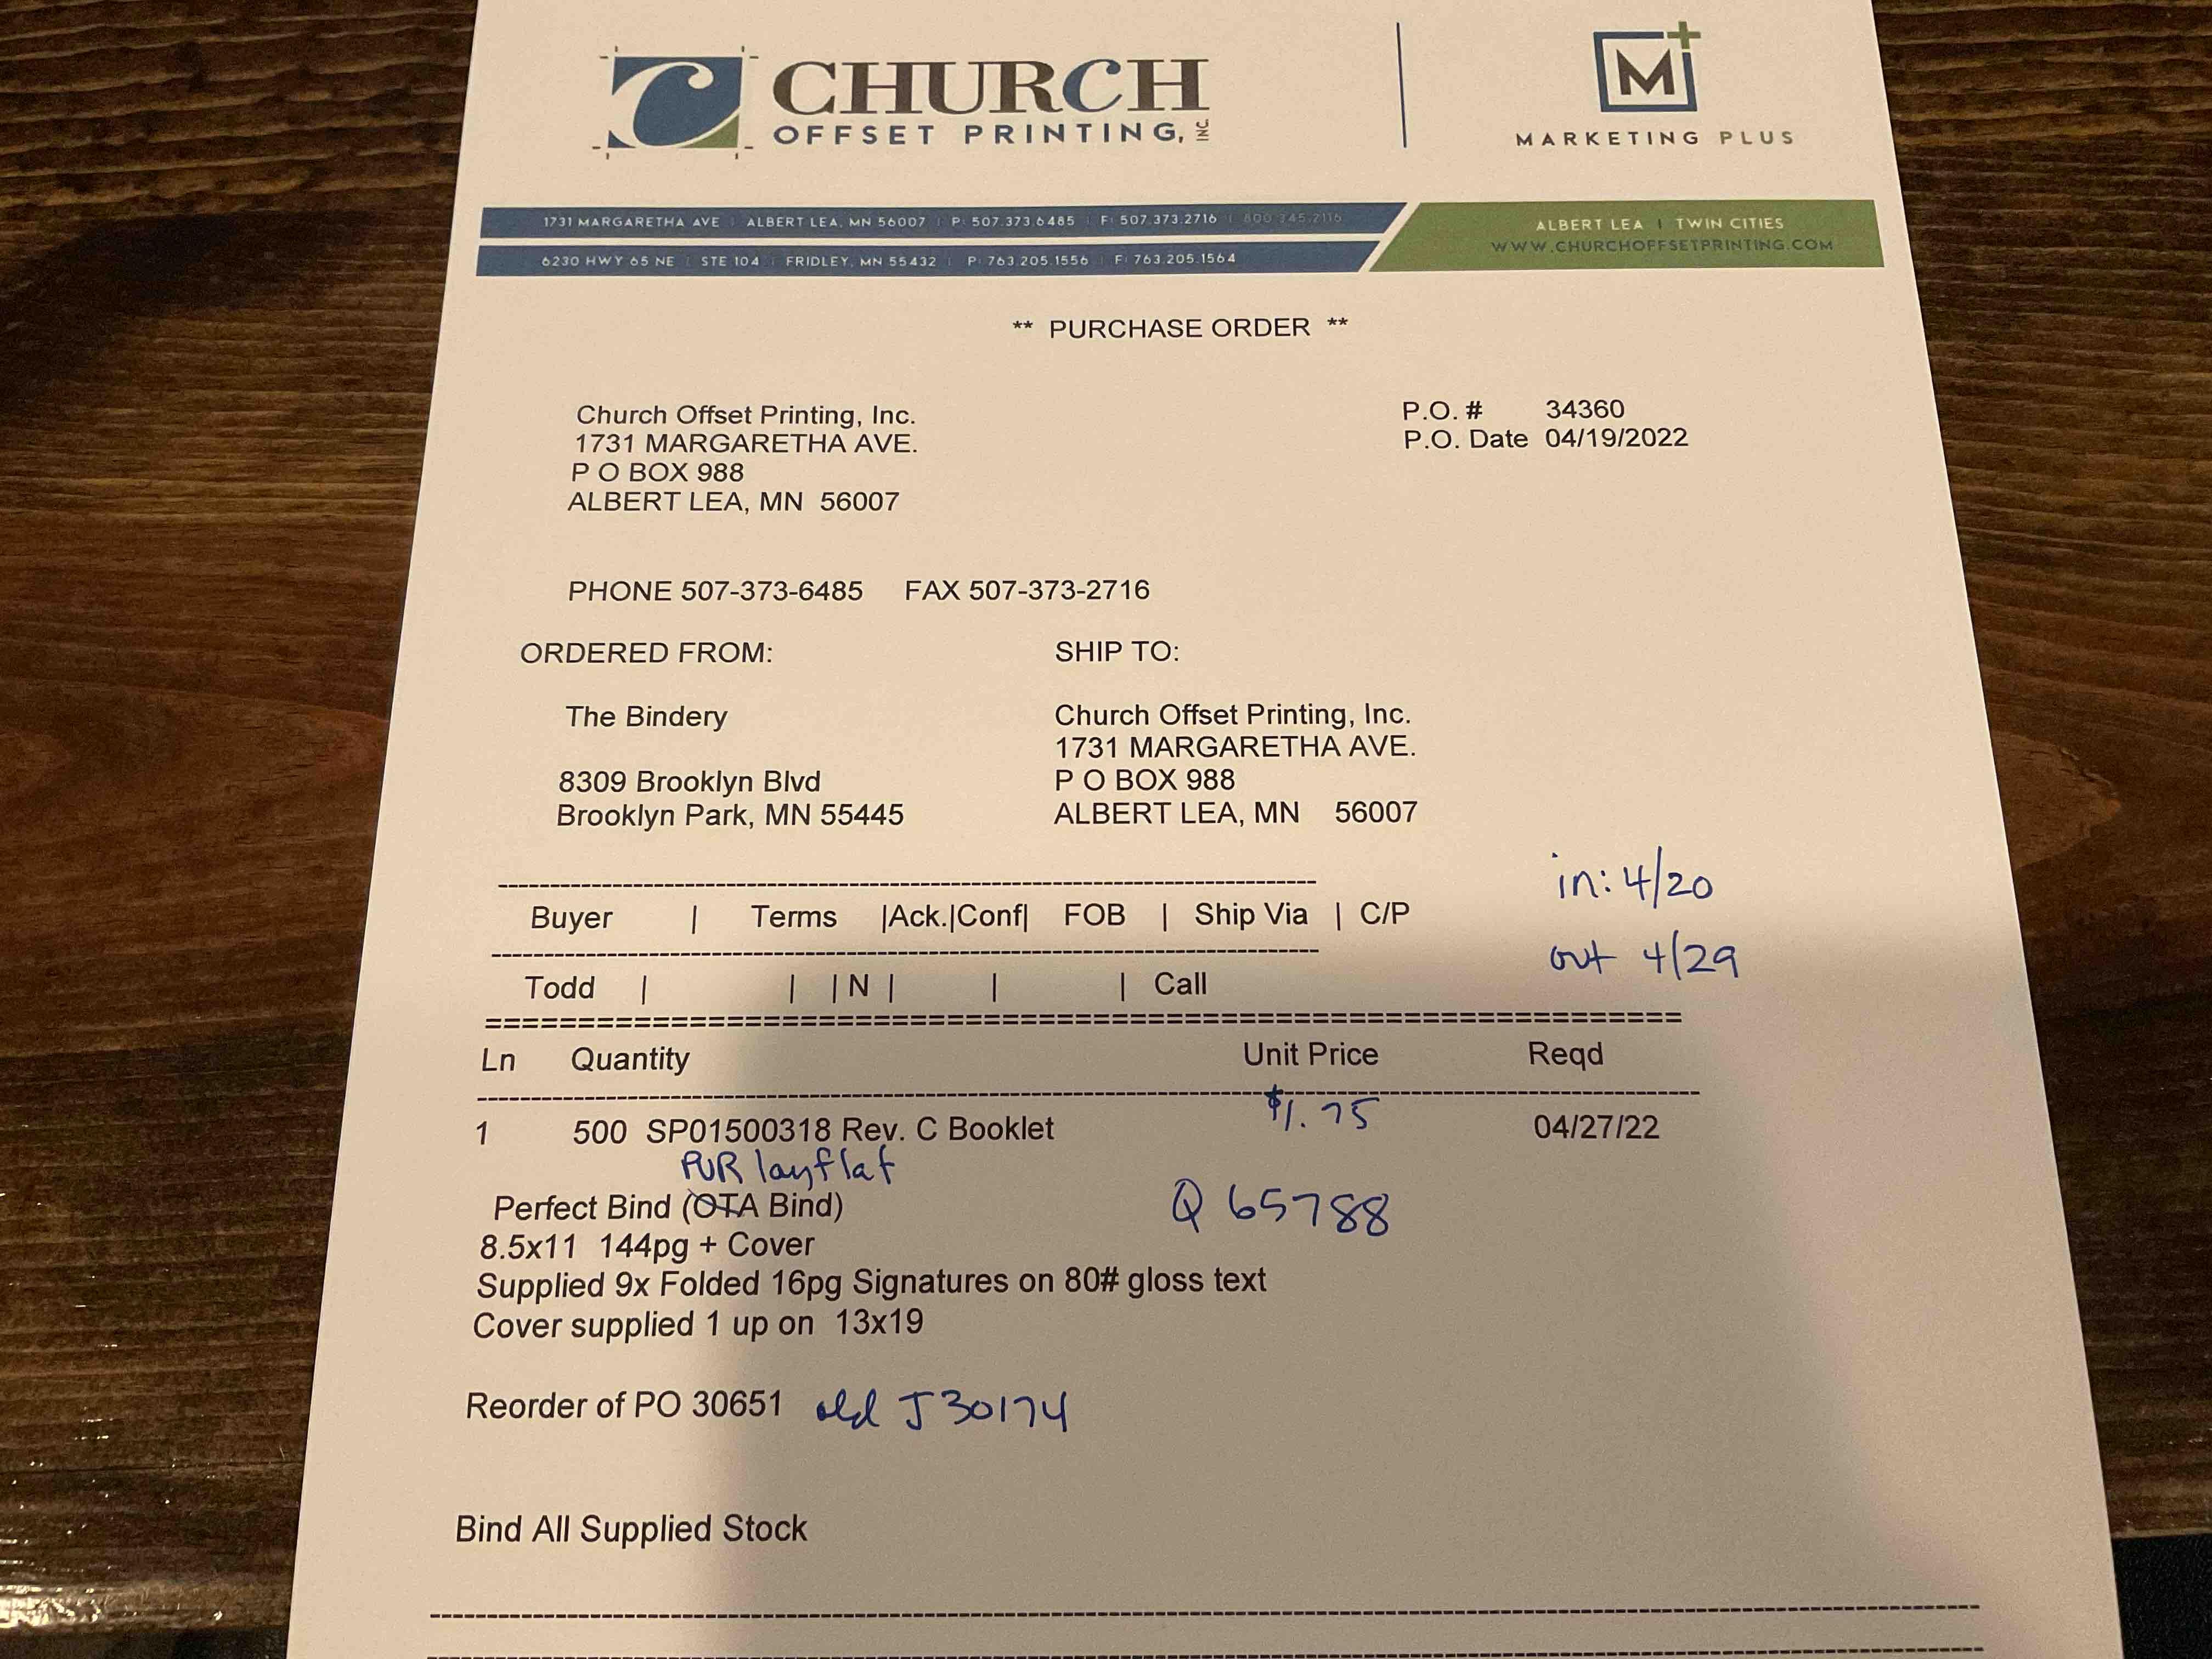 CHURCH
OFFSET PRINTING, INC.
M+
MARKETING PLUS
1731 MARGARETHA AVE | ALBERT LEA, MN 56007 | P: 507.373.6485 | F: 507.373.2716 | 800.345.2116
6230 HWY 65 NE | STE 104 | FRIDLEY, MN 55432 | P: 763.205.1556 | F: 763.205.1564
ALBERT LEA | TWIN CITIES
WWW.CHURCHOFFSETPRINTING.COM
** PURCHASE ORDER **
Church Offset Printing, Inc.
1731 MARGARETHA AVE.
P O BOX 988
ALBERT LEA, MN 56007
P.O. # 34360
P.O. Date 04/19/2022
PHONE 507-373-6485 FAX 507-373-2716
ORDERED FROM:
The Bindery
8309 Brooklyn Blvd
Brooklyn Park, MN 55445
SHIP TO:
Church Offset Printing, Inc.
1731 MARGARETHA AVE.
P O BOX 988
ALBERT LEA, MN 56007
in: 4/20
out 4/29
Buyer | Terms |Ack.|Conf| FOB | Ship Via | C/P
Todd | | | N | | | Call
Ln Quantity Unit Price Reqd
1 500 SP01500318 Rev. C Booklet $1.75 04/27/22
PUR layflat
Perfect Bind (OTA Bind) Q 65788
8.5x11 144pg + Cover
Supplied 9x Folded 16pg Signatures on 80# gloss text
Cover supplied 1 up on 13x19
Reorder of PO 30651 old J30174
Bind All Supplied Stock